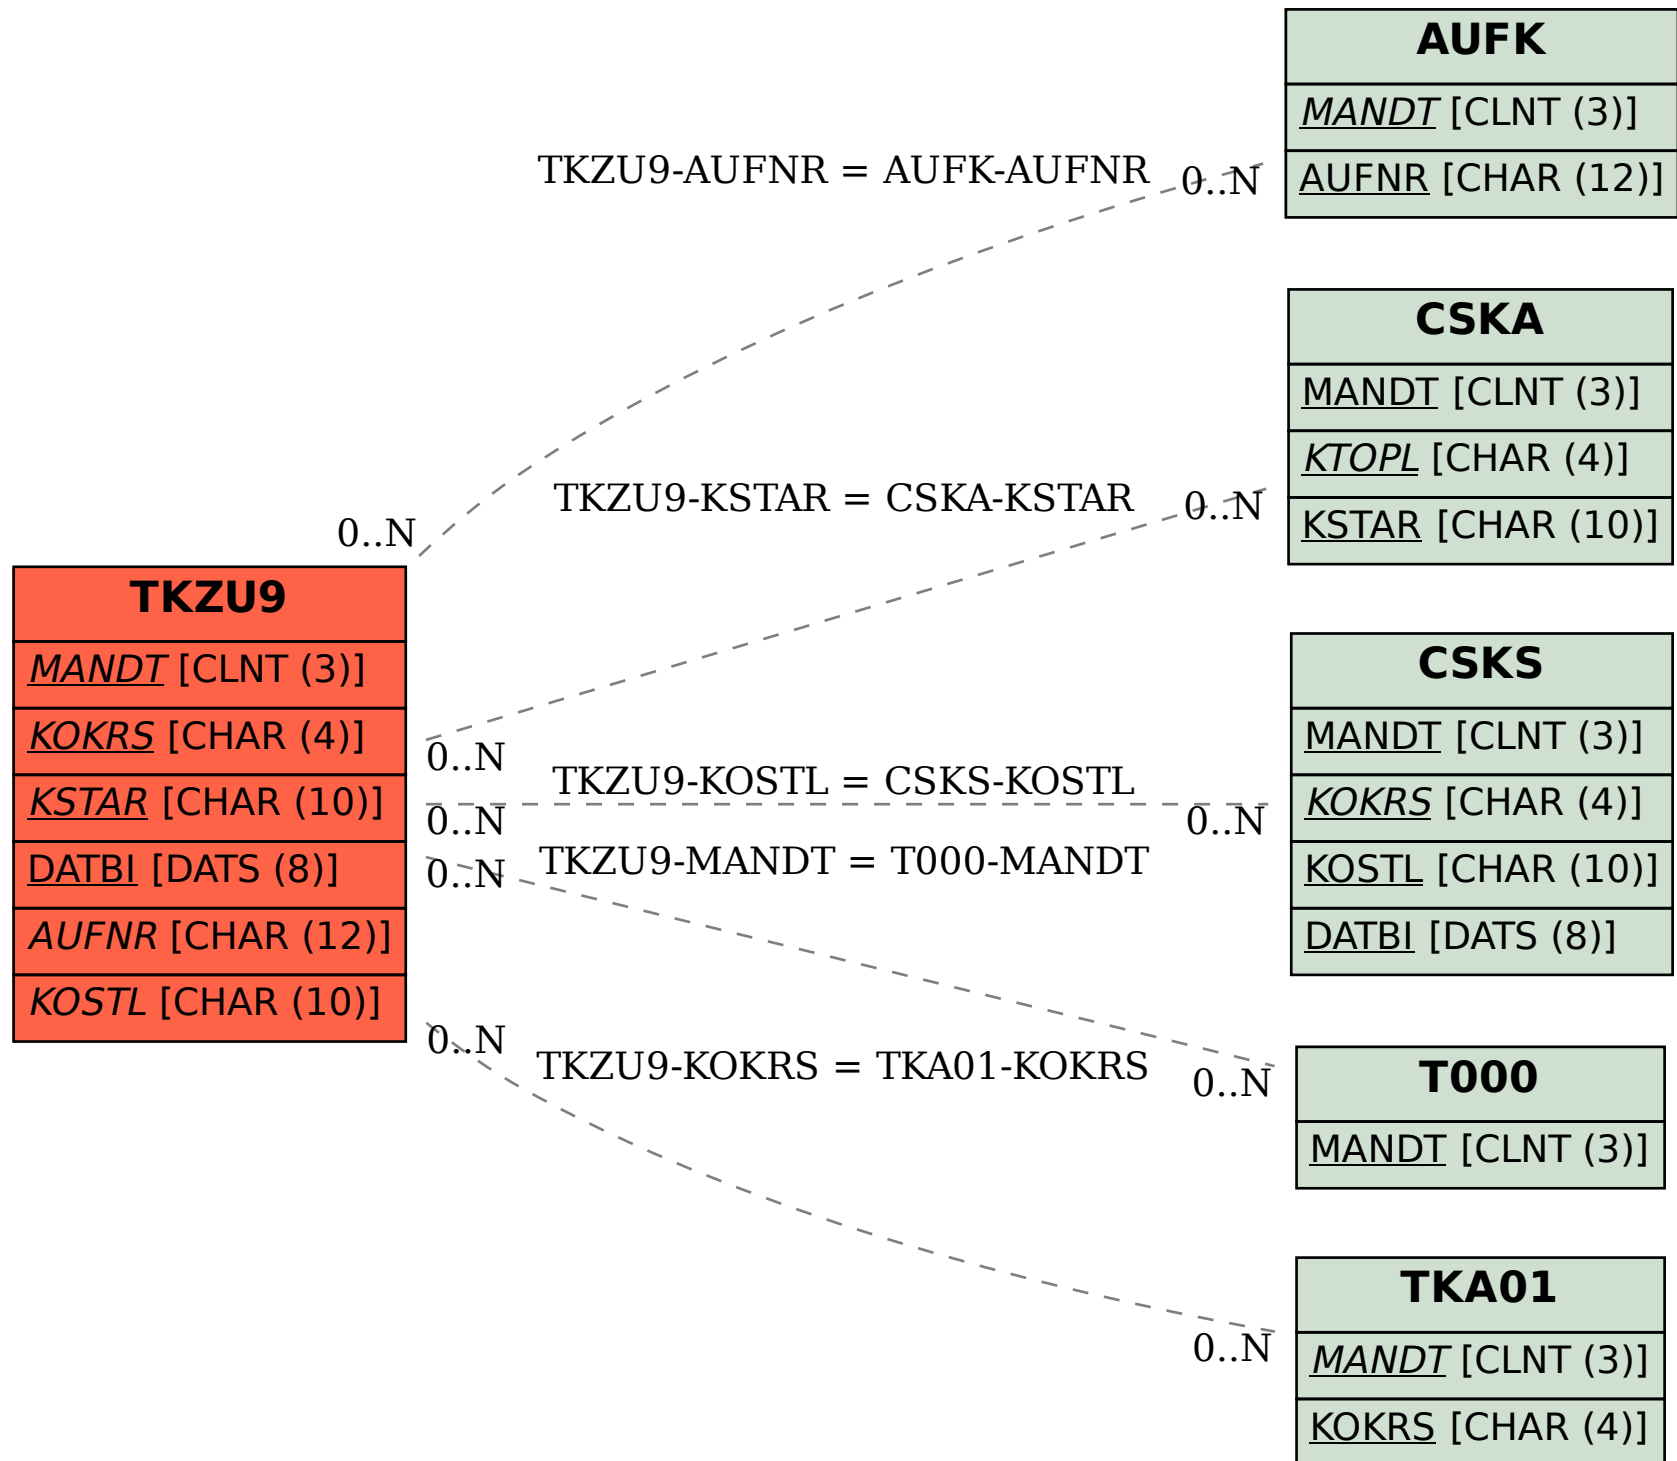 AUFK
MANDT [CLNT (3)]
AUFNR [CHAR (12)]
TKZU9-AUFNR = AUFK-AUFNR
0..N
0..N
CSKA
MANDT [CLNT (3)]
KTOPL [CHAR (4)]
KSTAR [CHAR (10)]
TKZU9-KSTAR = CSKA-KSTAR
0..N
0..N
TKZU9
MANDT [CLNT (3)]
KOKRS [CHAR (4)]
KSTAR [CHAR (10)]
DATBI [DATS (8)]
AUFNR [CHAR (12)]
KOSTL [CHAR (10)]
CSKS
MANDT [CLNT (3)]
KOKRS [CHAR (4)]
KOSTL [CHAR (10)]
DATBI [DATS (8)]
TKZU9-KOSTL = CSKS-KOSTL
0..N
0..N
TKZU9-MANDT = T000-MANDT
0..N
0..N
T000
MANDT [CLNT (3)]
TKZU9-KOKRS = TKA01-KOKRS
0..N
0..N
TKA01
MANDT [CLNT (3)]
KOKRS [CHAR (4)]